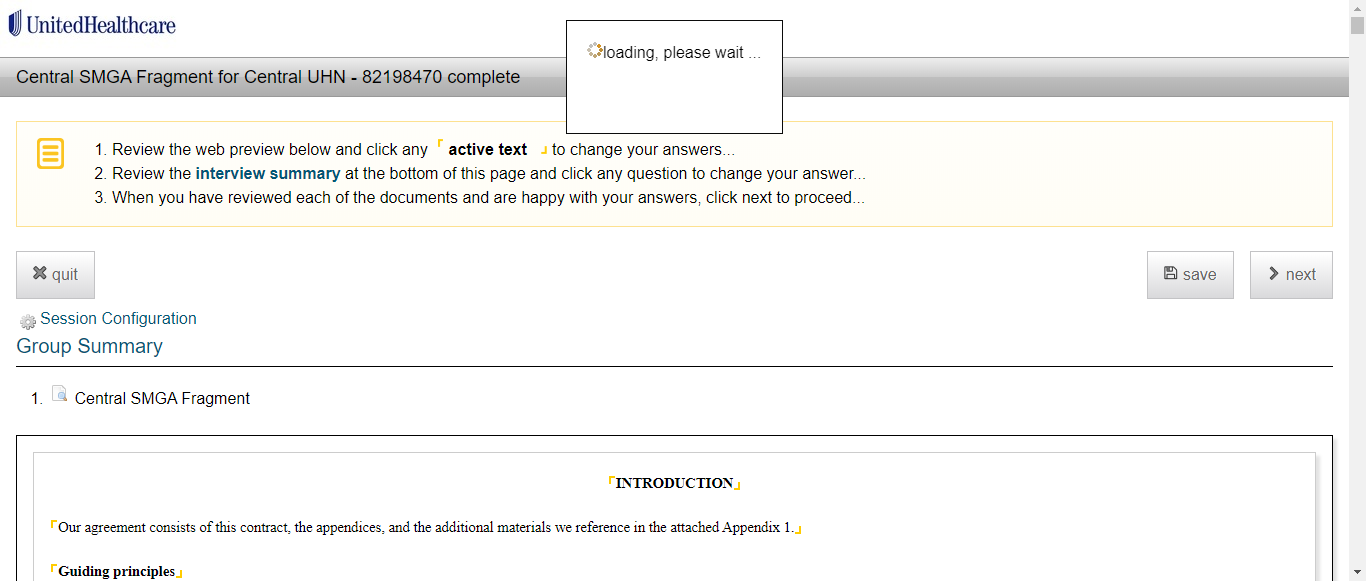 UnitedHealthcare
loading, please wait ...
Central SMGA Fragment for Central UHN - 82198470 complete
1. Review the web preview below and click any active text to change your answers...
2. Review the interview summary at the bottom of this page and click any question to change your answer...
3. When you have reviewed each of the documents and are happy with your answers, click next to proceed...
quit
save
next
Session Configuration
Group Summary
1. Central SMGA Fragment
INTRODUCTION
Our agreement consists of this contract, the appendices, and the additional materials we reference in the attached Appendix 1.
Guiding principles